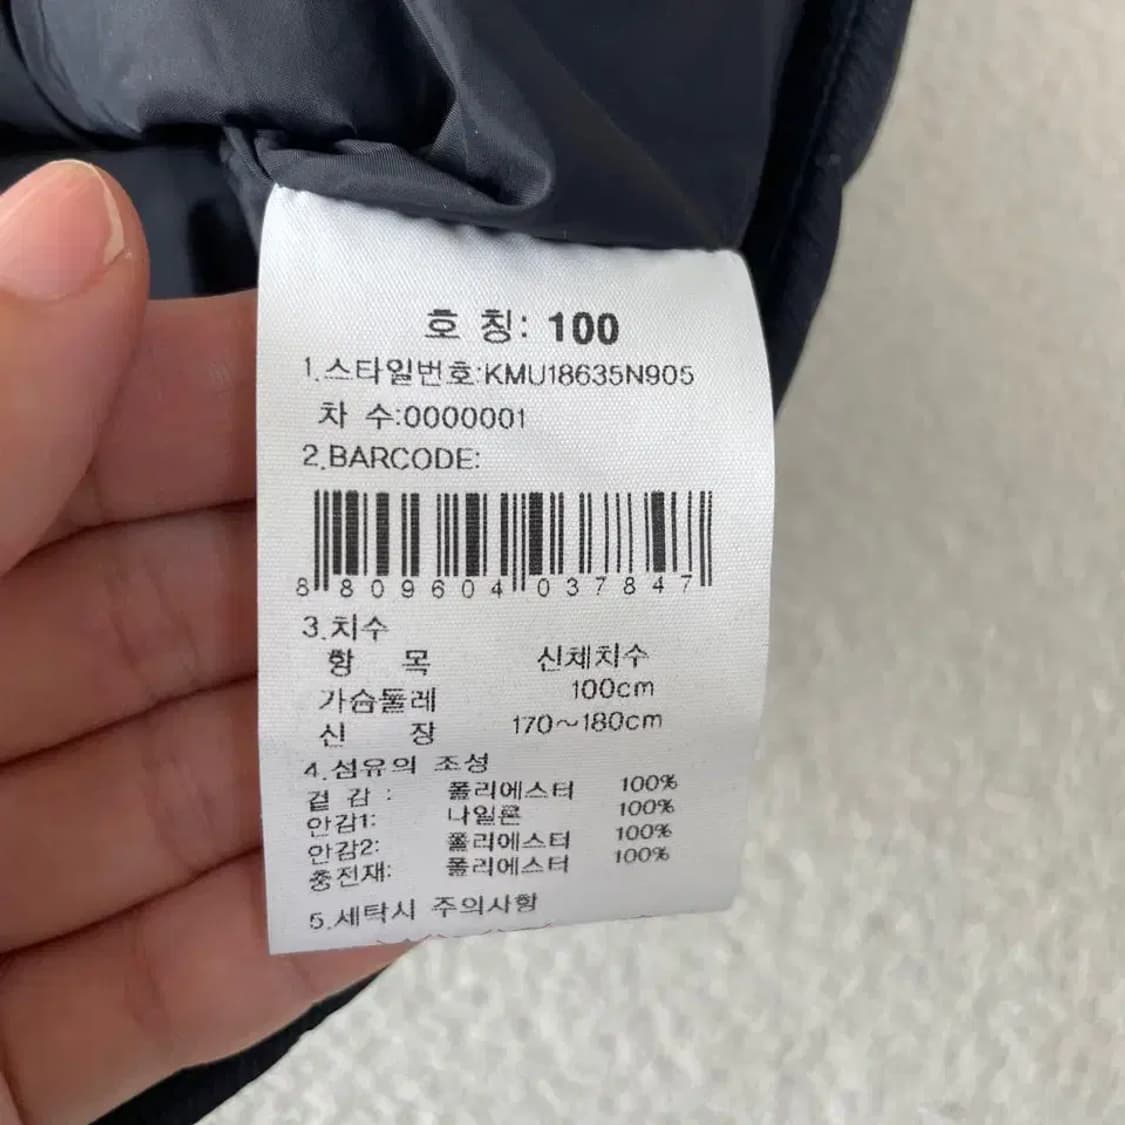 호 칭: 100
1.스타일번호:KMU18635N905
차 수:0000001
2.BARCODE:
8 809604 037847
3.치수
항 목 신체치수
가슴둘레 100cm
신 장 170~180cm
4.섬유의 조성
겉 감 : 폴리에스터 100%
안감1: 나일론 100%
안감2: 폴리에스터 100%
충전재: 폴리에스터 100%
5.세탁시 주의사항